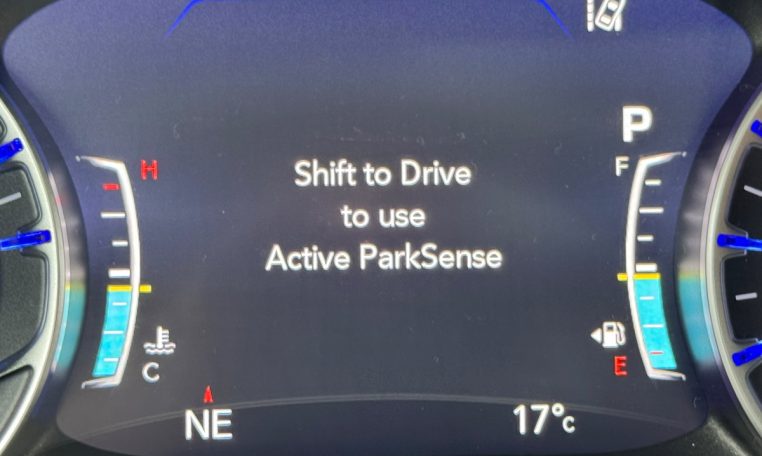 P
H
F
Shift to Drive
to use
Active ParkSense
C
E
NE
17°C